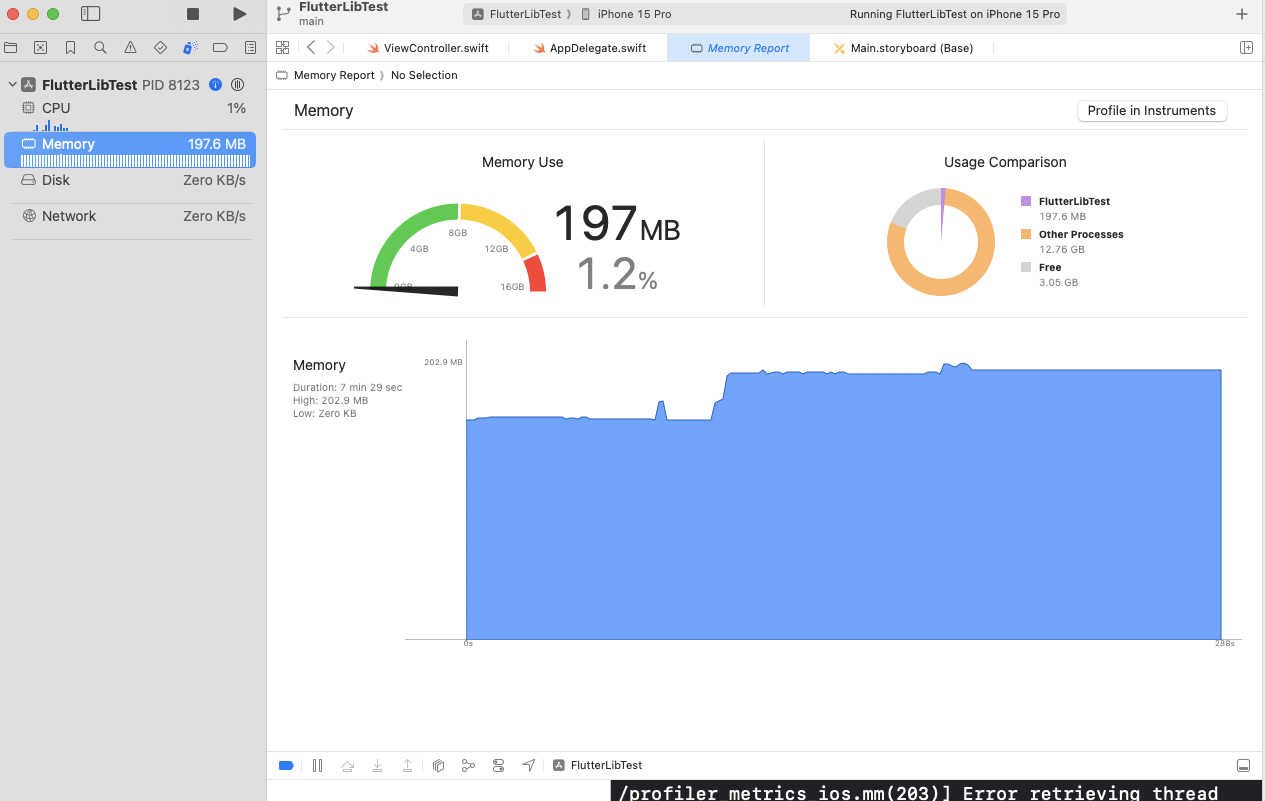 FlutterLibTest
main
FlutterLibTest 〉 iPhone 15 Pro
Running FlutterLibTest on iPhone 15 Pro
ViewController.swift
AppDelegate.swift
Memory Report
Main.storyboard (Base)
Memory Report 〉 No Selection
FlutterLibTest PID 8123
CPU 1%
Memory 197.6 MB
Disk Zero KB/s
Network Zero KB/s
Memory
Profile in Instruments
Memory Use
0GB
4GB
8GB
12GB
16GB
197 MB
1.2%
Usage Comparison
FlutterLibTest
197.6 MB
Other Processes
12.76 GB
Free
3.05 GB
Memory
Duration: 7 min 29 sec
High: 202.9 MB
Low: Zero KB
202.9 MB
0s
288s
FlutterLibTest
/profiler_metrics_ios.mm(203)] Error retrieving thread